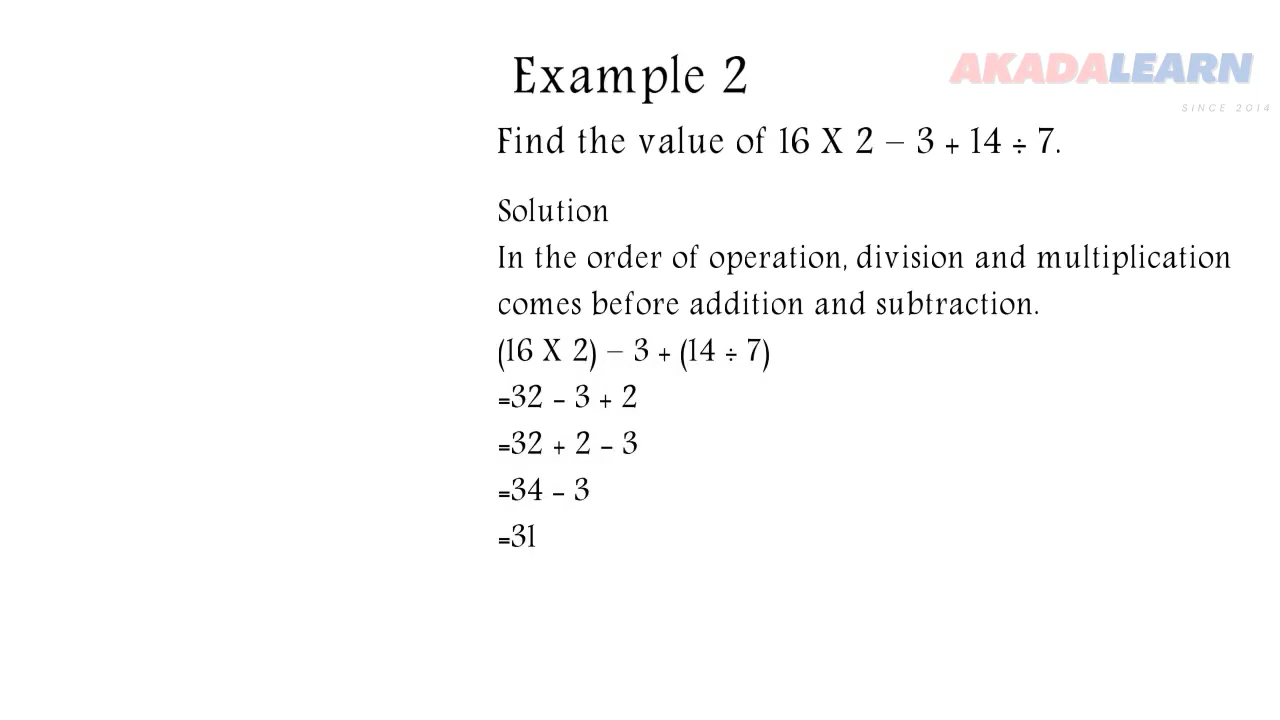 Example 2
AKADALEARN
SINCE 2014
Find the value of 16 X 2 – 3 + 14 ÷ 7.
Solution
In the order of operation, division and multiplication
comes before addition and subtraction.
(16 X 2) – 3 + (14 ÷ 7)
=32 – 3 + 2
=32 + 2 – 3
=34 – 3
=31